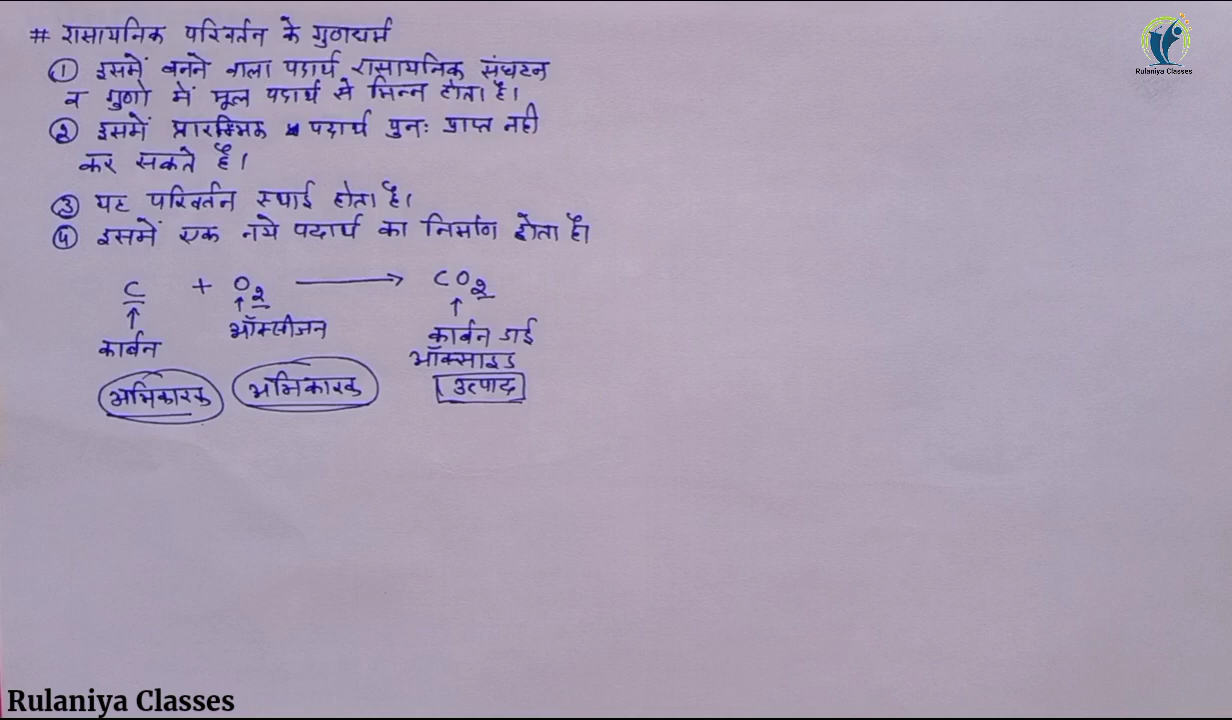 # रासायनिक परिवर्तन के गुणधर्म
① इसमें बनने वाला पदार्थ रासायनिक संघटन
व गुणो में मूल पदार्थ से भिन्न होता है।
② इसमें प्रारम्भिक पदार्थ पुनः प्राप्त नही
कर सकते है।
③ यह परिवर्तन स्थाई होता है।
④ इसमें एक नये पदार्थ का निर्माण होता है।
C + O₂ ⟶ CO₂
↑ ↑ ↑
कार्बन ऑक्सीजन कार्बन डाई
ऑक्साइड
अभिकारक अभिकारक उत्पाद
Rulaniya Classes
Rulaniya Classes